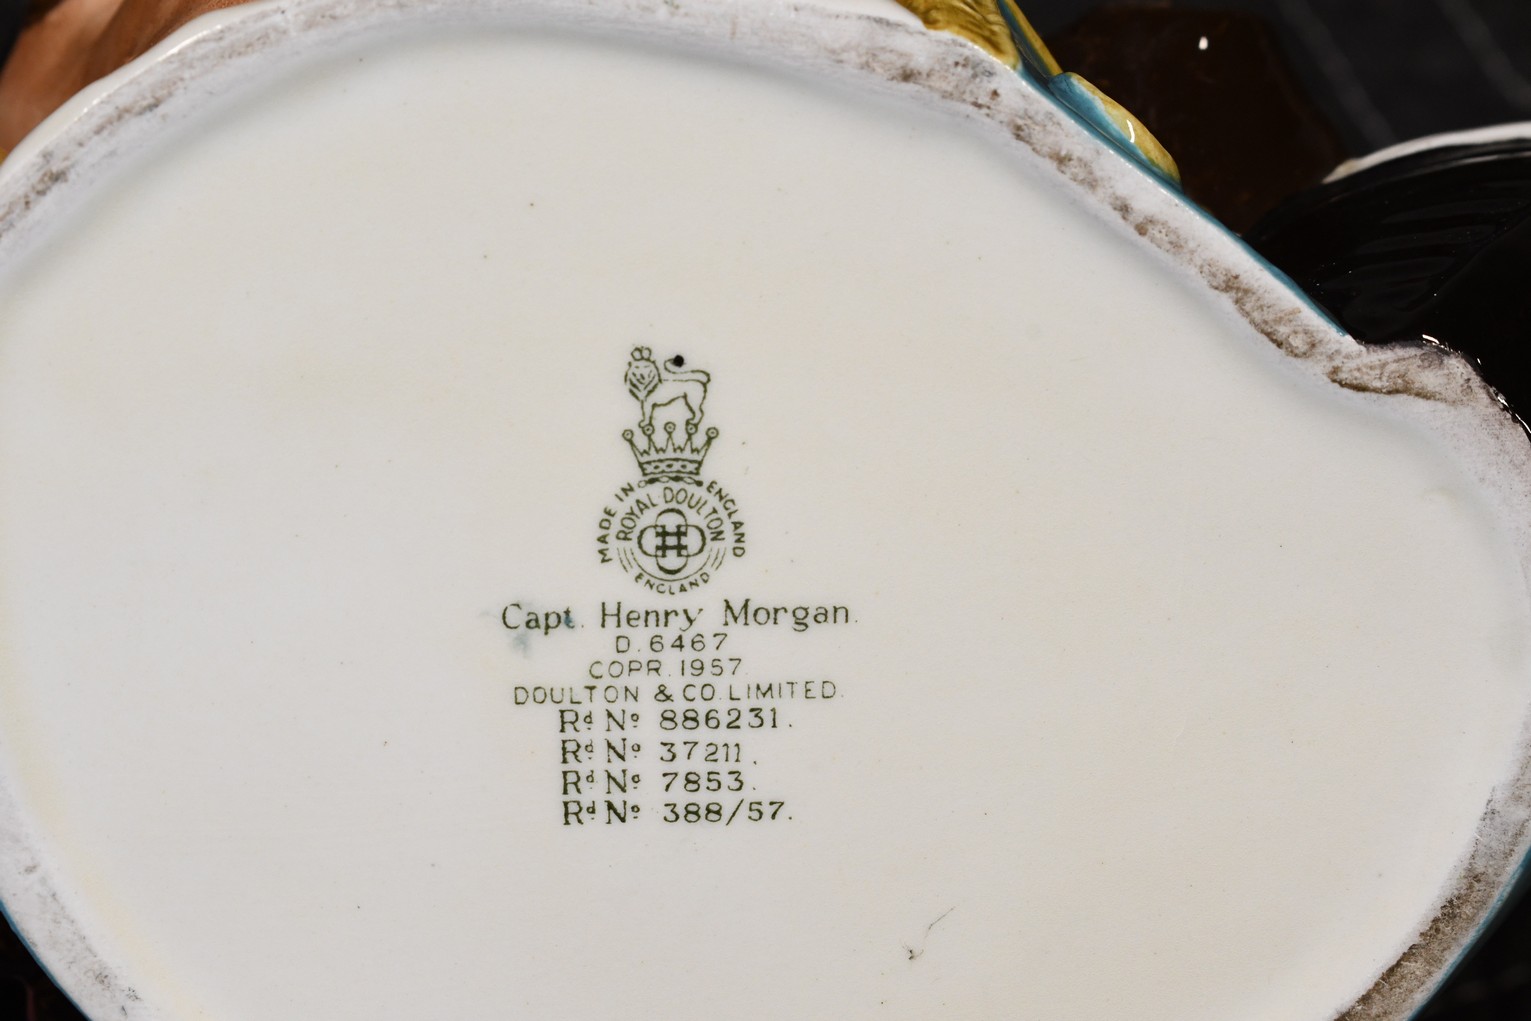 MADE IN ENGLAND
ROYAL DOULTON
ENGLAND
Capt. Henry Morgan.
D.6467
COPR.1957
DOULTON & CO.LIMITED.
Rd No 886231.
Rd No 37211.
Rd No 7853.
Rd No 388/57.